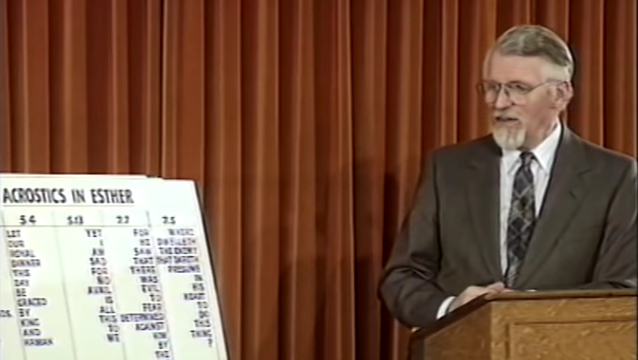 ACROSTICS IN ESTHER
5:4
LET
OUR
ROYAL
DINNER
THIS
DAY
BE
GRACED
BY
KING
AND
HAMAN
5:13
YET
I
AM
SAD
FOR
NO
AVAIL
IS
ALL
THIS
TO
ME
7:7
FOR
HE
SAW
THAT
THERE
WAS
EVIL
TO
FEAR
DETERMINED
AGAINST
HIM
BY
THE
7:5
WHERE
DWELLETH
THE ENEMY
THAT DARETH
PRESUME
IN
HIS
HEART
TO
DO
THIS
THING
?